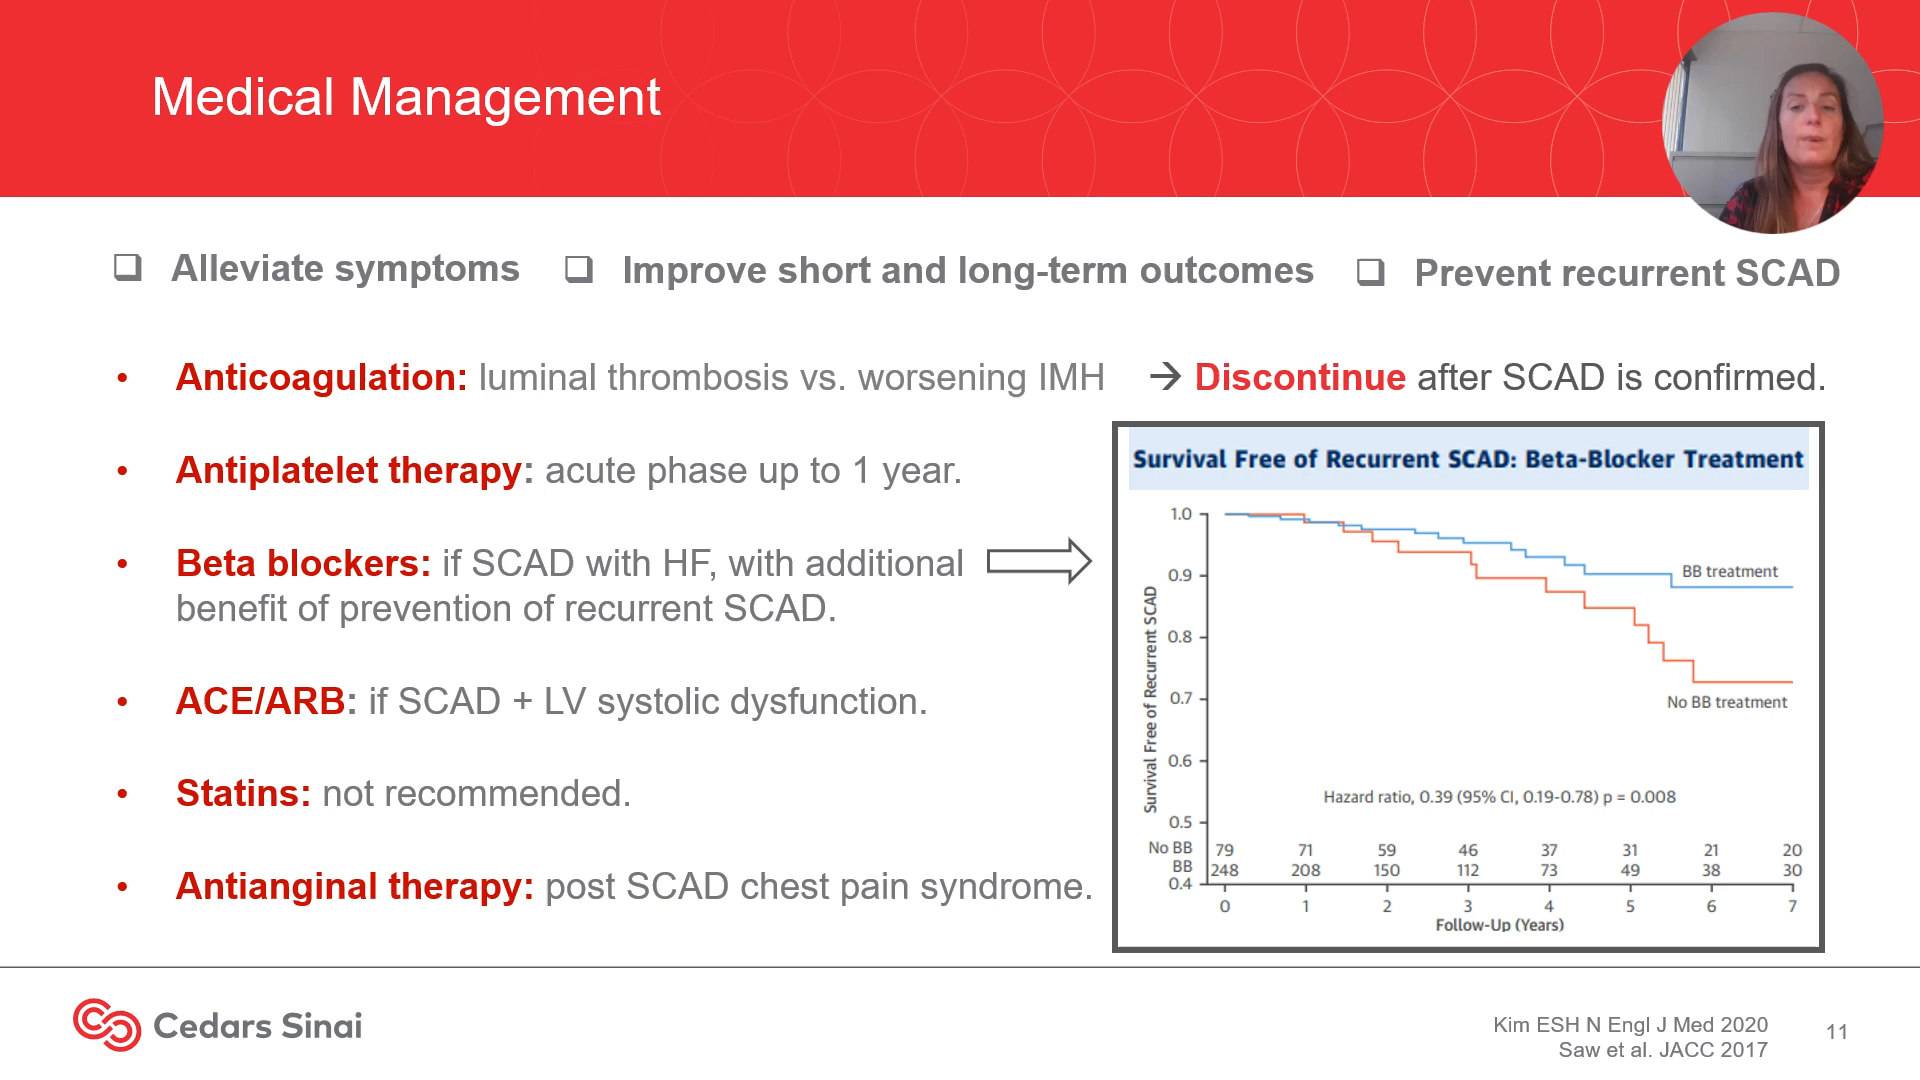 Medical Management
❑ Alleviate symptoms ❑ Improve short and long-term outcomes ❑ Prevent recurrent SCAD
• Anticoagulation: luminal thrombosis vs. worsening IMH → Discontinue after SCAD is confirmed.
• Antiplatelet therapy: acute phase up to 1 year.
• Beta blockers: if SCAD with HF, with additional
benefit of prevention of recurrent SCAD.
• ACE/ARB: if SCAD + LV systolic dysfunction.
• Statins: not recommended.
• Antianginal therapy: post SCAD chest pain syndrome.
Survival Free of Recurrent SCAD: Beta-Blocker Treatment
Survival Free of Recurrent SCAD
1.0
0.9
0.8
0.7
0.6
0.5
0.4
BB treatment
No BB treatment
Hazard ratio, 0.39 (95% CI, 0.19-0.78) p = 0.008
No BB 79 71 59 46 37 31 21 20
BB 248 208 150 112 73 49 38 30
0 1 2 3 4 5 6 7
Follow-Up (Years)
Cedars Sinai
Kim ESH N Engl J Med 2020
Saw et al. JACC 2017
11